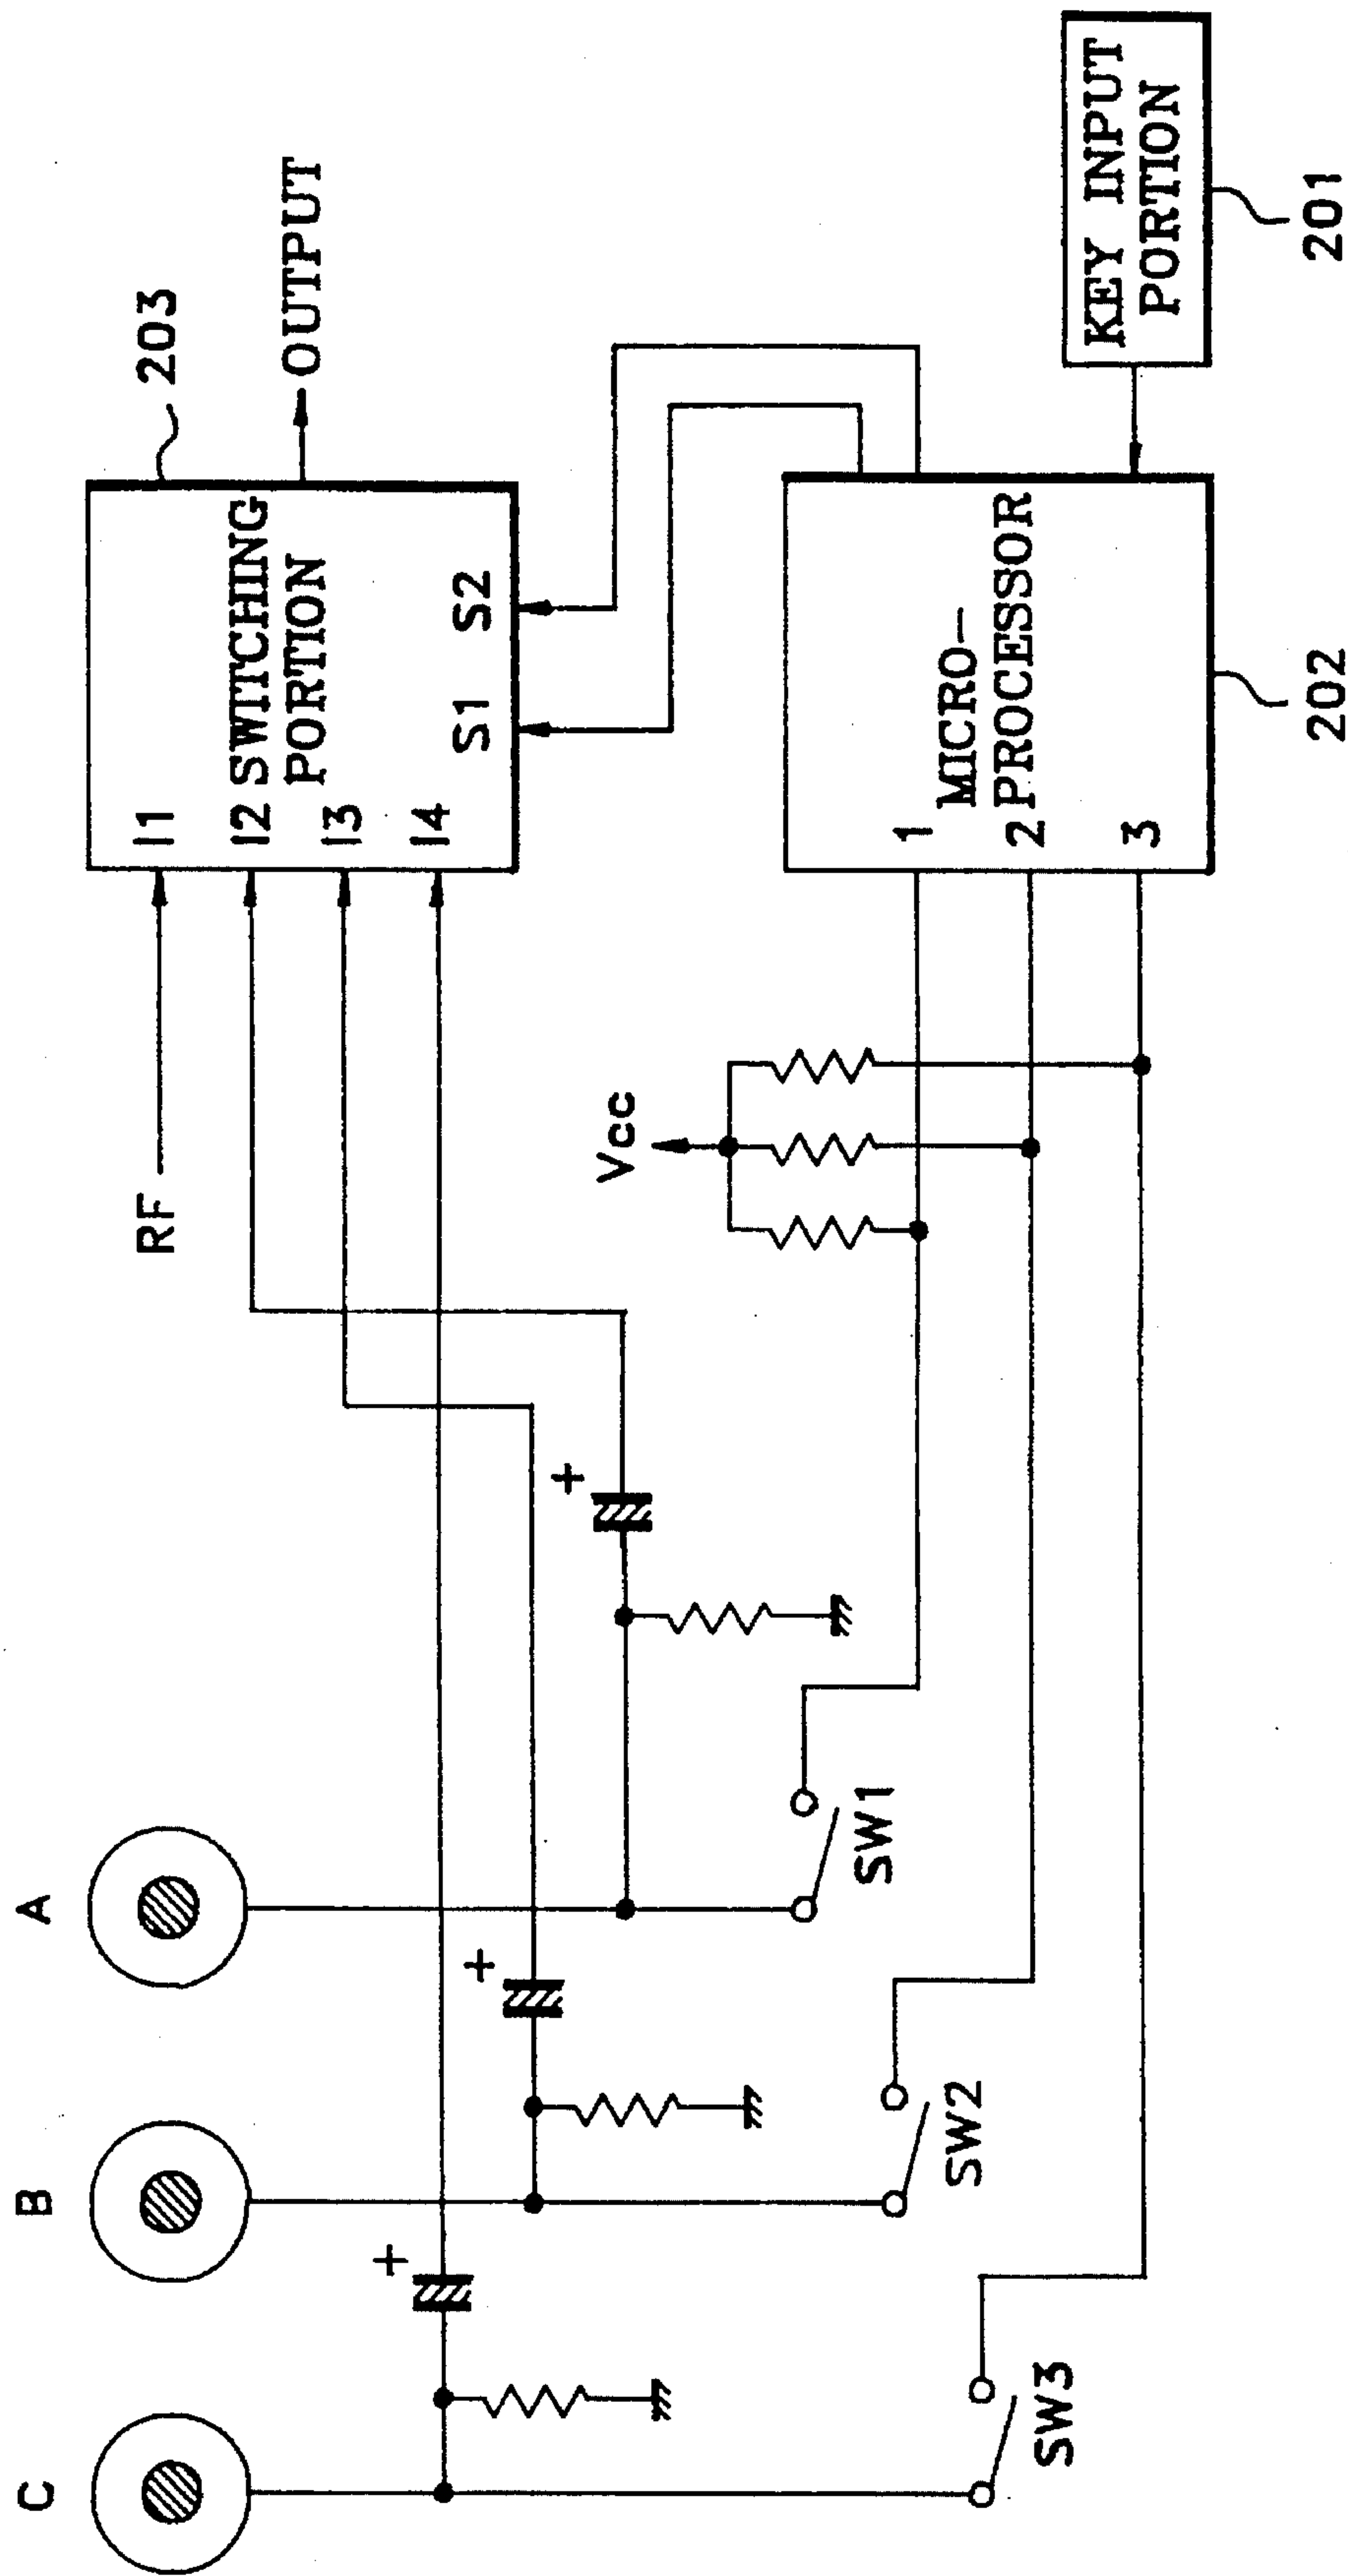 C
B
A
SW3
SW2
SW1
+
+
+
RF
Vcc
I1
I2 SWITCHING
PORTION
I3
I4
S1
S2
203
OUTPUT
1
MICRO-
2 PROCESSOR
3
202
KEY INPUT
PORTION
201